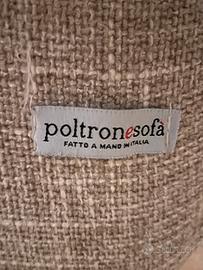 poltronesofà
FATTO A MANO IN ITALIA